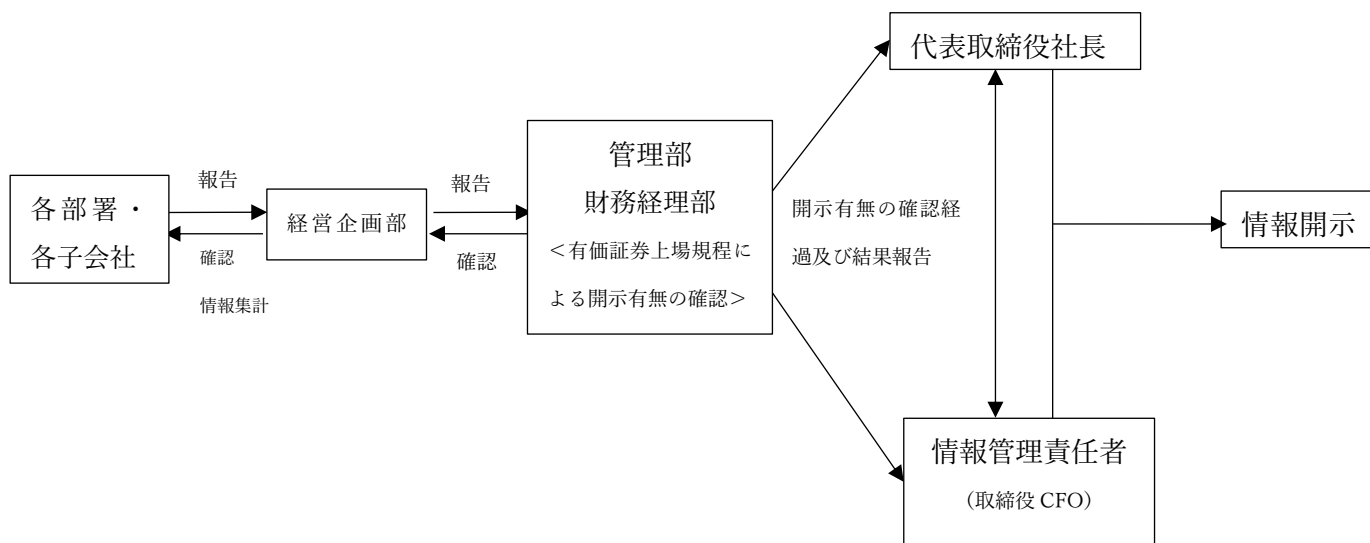 代表取締役社長
管理部
財務経理部
<有価証券上場規程に
よる開示有無の確認>
各部署・
各子会社
報告
確認
情報集計
経営企画部
報告
確認
開示有無の確認経
過及び結果報告
情報開示
情報管理責任者
（取締役 CFO）